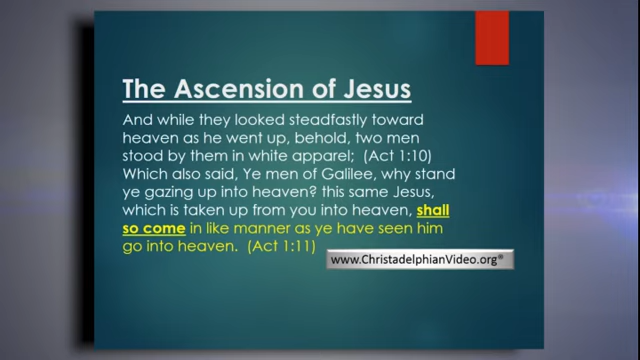 The Ascension of Jesus
And while they looked steadfastly toward
heaven as he went up, behold, two men
stood by them in white apparel;  (Act 1:10)
Which also said, Ye men of Galilee, why stand
ye gazing up into heaven? this same Jesus,
which is taken up from you into heaven, shall
so come in like manner as ye have seen him
go into heaven.  (Act 1:11)
www.ChristadelphianVideo.org®